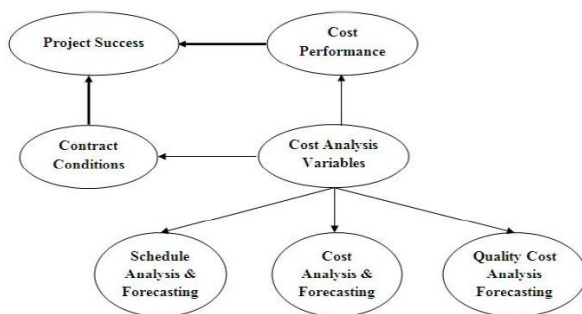 Project Success
Cost
Performance
Contract
Conditions
Cost Analysis
Variables
Schedule
Analysis &
Forecasting
Cost
Analysis &
Forecasting
Quality Cost
Analysis
Forecasting